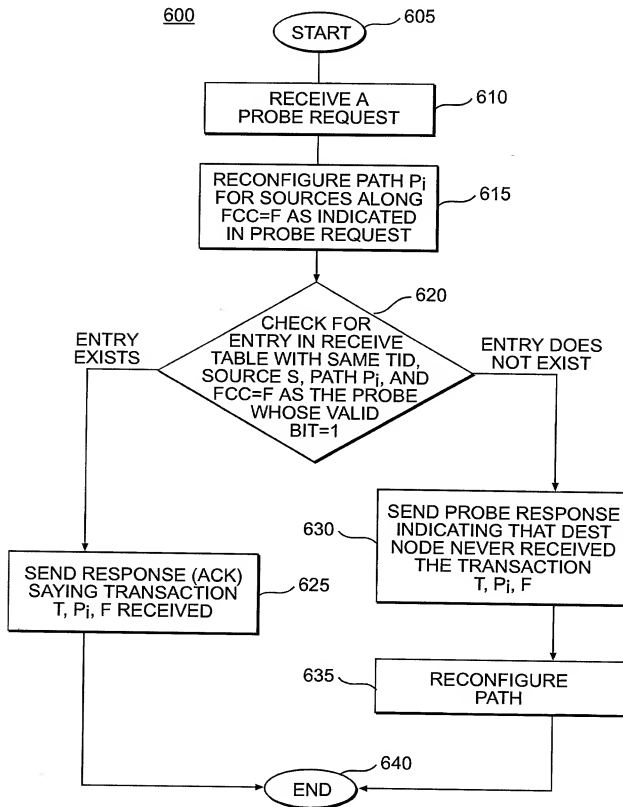 600
START
605
RECEIVE A
PROBE REQUEST
610
RECONFIGURE PATH Pi
FOR SOURCES ALONG
FCC=F AS INDICATED
IN PROBE REQUEST
615
620
CHECK FOR
ENTRY IN RECEIVE
TABLE WITH SAME TID,
SOURCE S, PATH Pi, AND
FCC=F AS THE PROBE
WHOSE VALID
BIT=1
ENTRY
EXISTS
ENTRY DOES
NOT EXIST
SEND RESPONSE (ACK)
SAYING TRANSACTION
T, Pi, F RECEIVED
625
630
SEND PROBE RESPONSE
INDICATING THAT DEST
NODE NEVER RECEIVED
THE TRANSACTION
T, Pi, F
635
RECONFIGURE
PATH
640
END